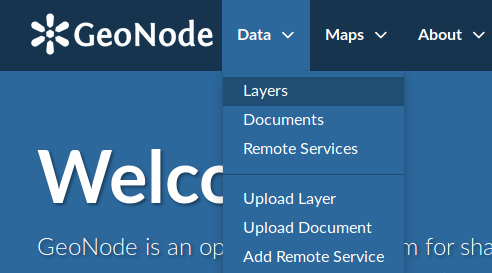 GeoNode Data Maps About
Layers
Documents
Remote Services
Upload Layer
Upload Document
Add Remote Service
Welco
GeoNode is an op m for sha